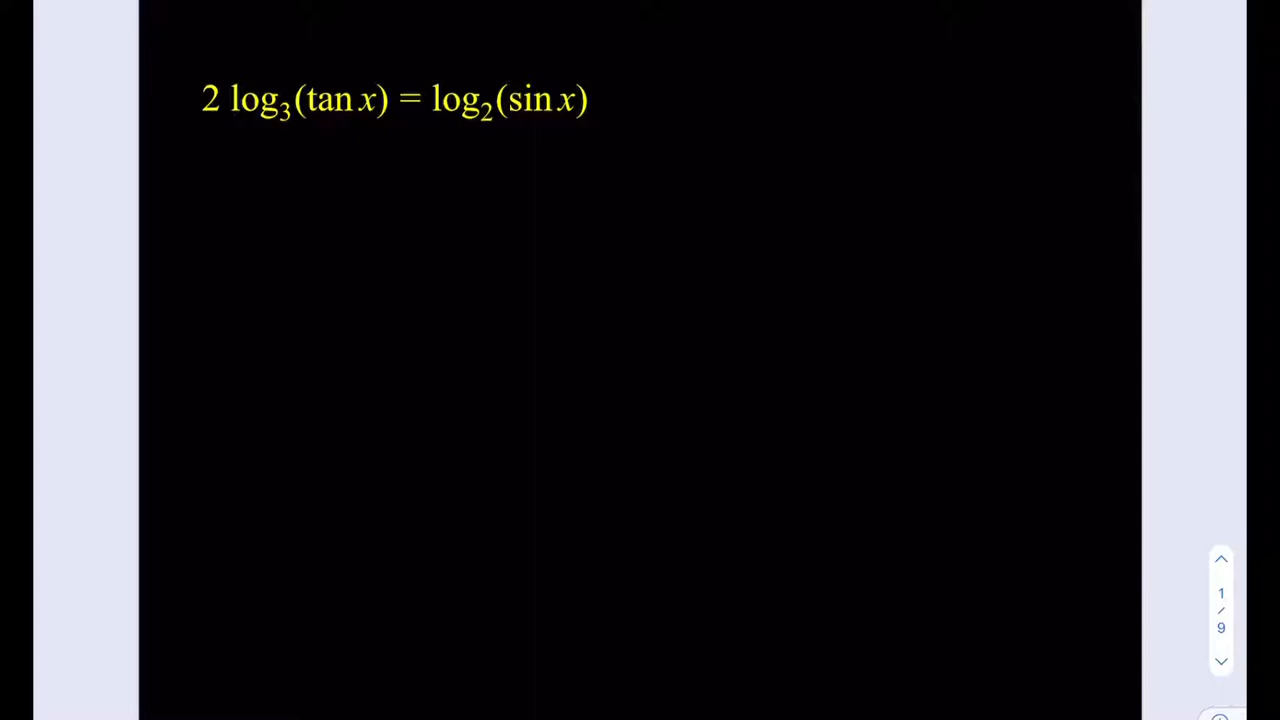 2 log₃(tan x) = log₂(sin x)
1
/
9